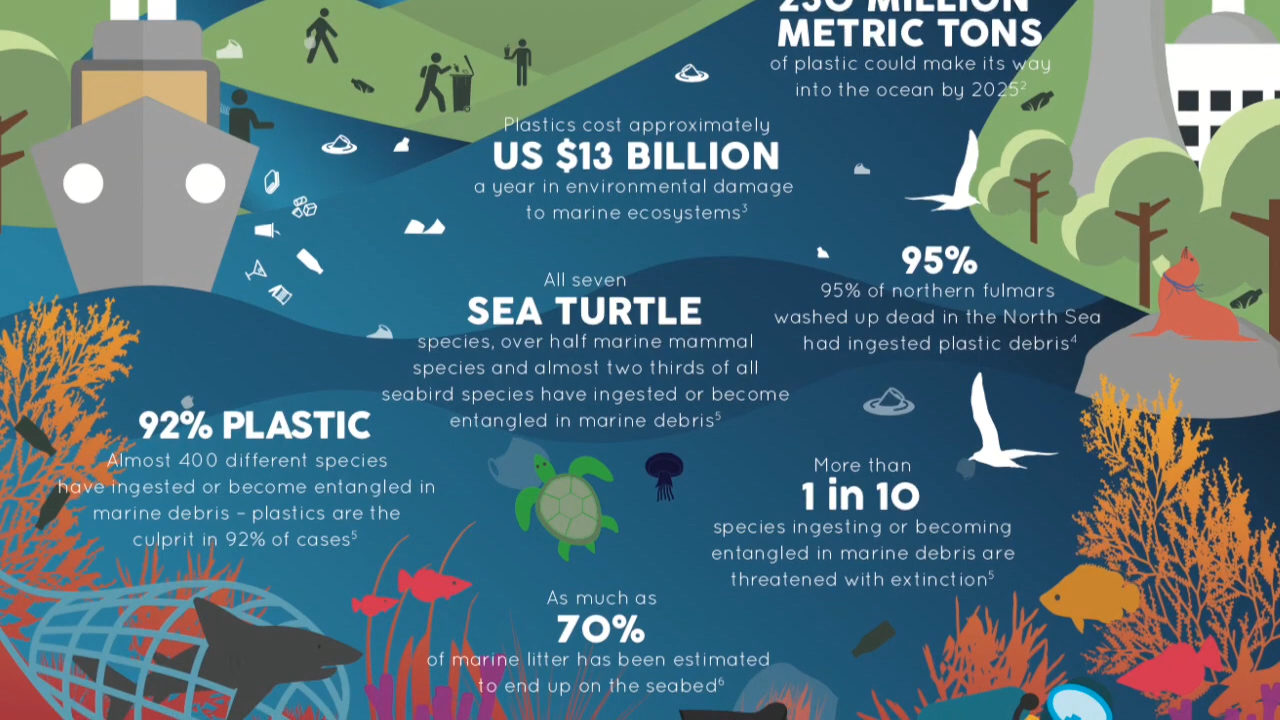 250 MILLION
METRIC TONS
of plastic could make its way
into the ocean by 2025²
Plastics cost approximately
US $13 BILLION
a year in environmental damage
to marine ecosystems³
95%
95% of northern fulmars
washed up dead in the North Sea
had ingested plastic debris⁴
All seven
SEA TURTLE
species, over half marine mammal
species and almost two thirds of all
seabird species have ingested or become
entangled in marine debris⁵
92% PLASTIC
Almost 400 different species
have ingested or become entangled in
marine debris – plastics are the
culprit in 92% of cases⁵
More than
1 in 10
species ingesting or becoming
entangled in marine debris are
threatened with extinction⁵
As much as
70%
of marine litter has been estimated
to end up on the seabed⁶